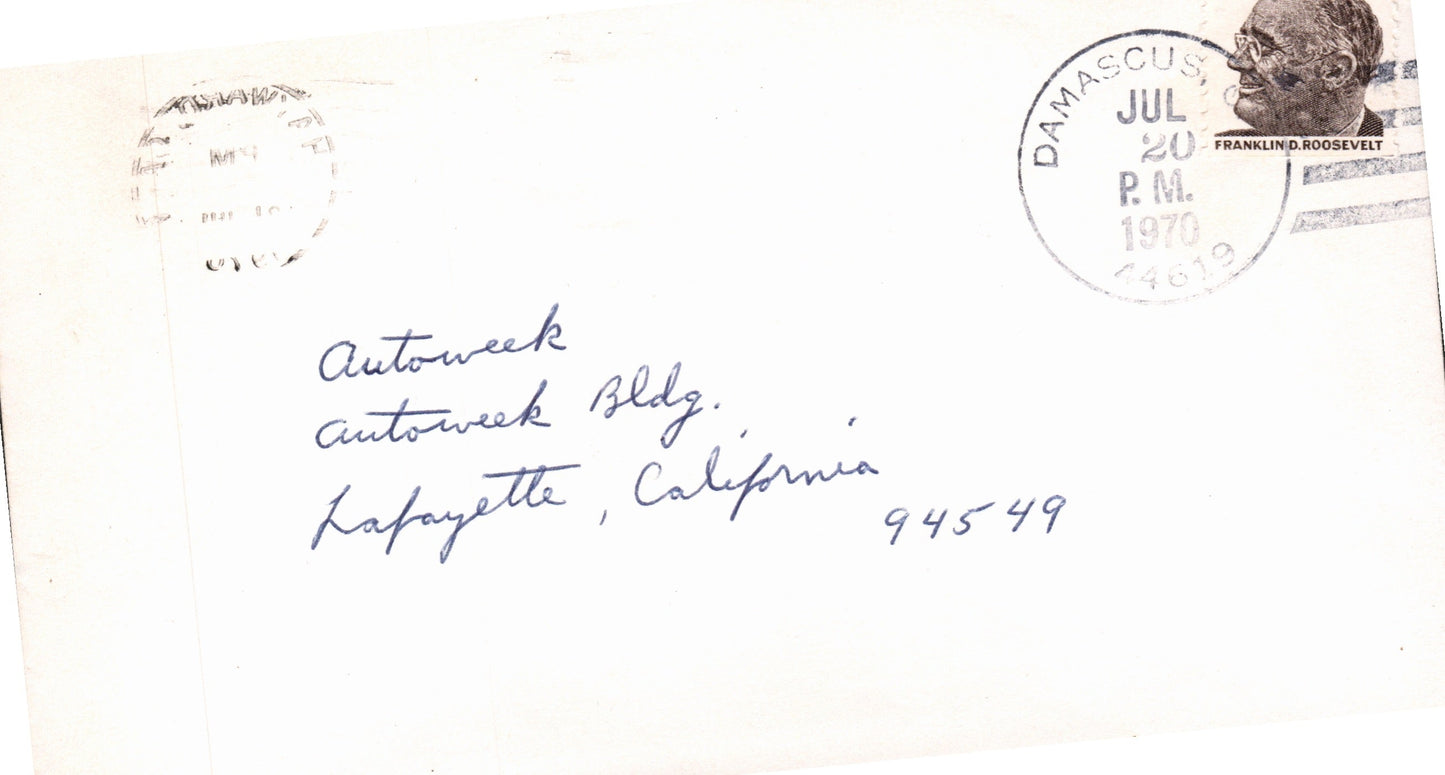 DAMASCUS,
JUL
20
P. M.
1970
44619
FRANKLIN D. ROOSEVELT
Autoweek
Autoweek Bldg.
Lafayette, California
94549